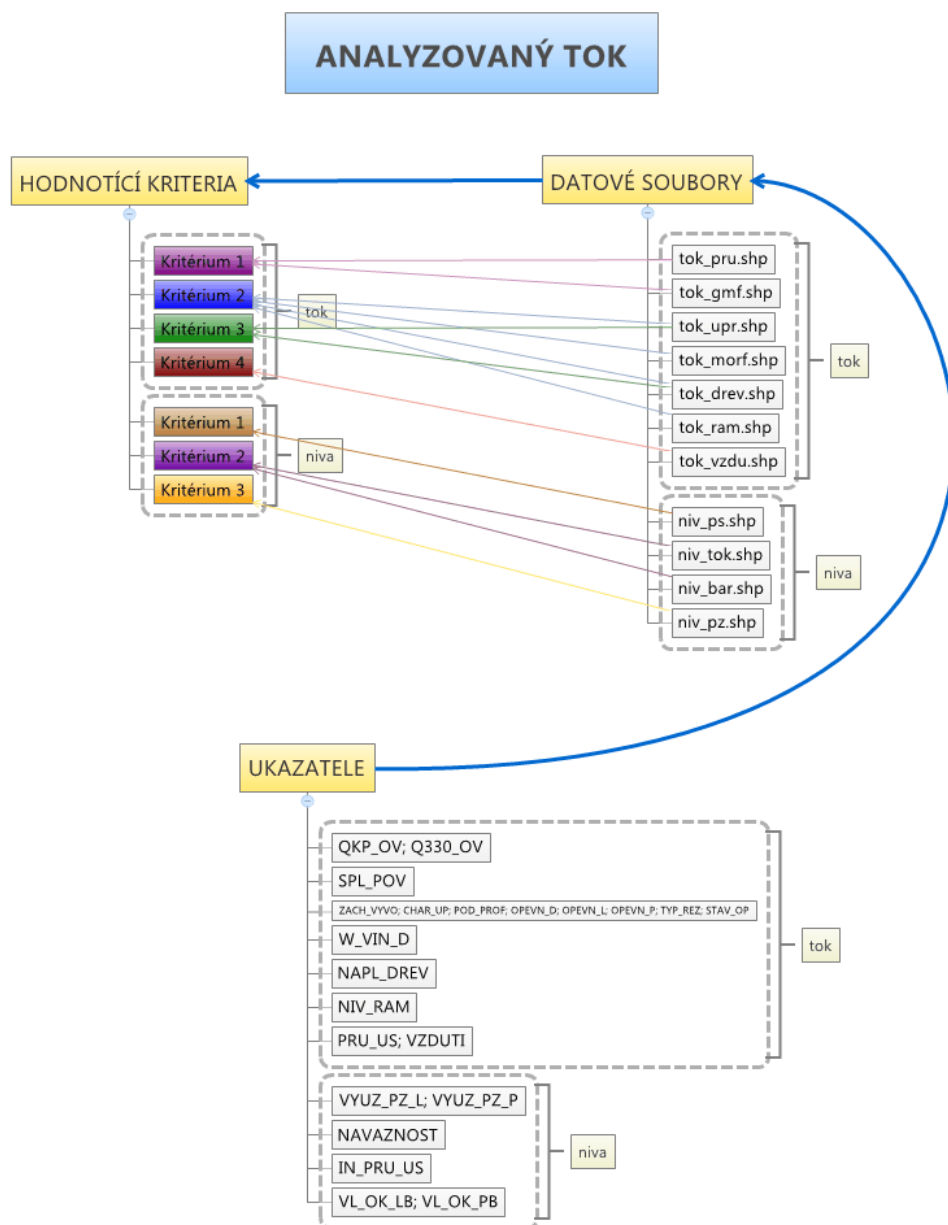 ANALYZOVANÝ TOK
HODNOTÍCÍ KRITERIA
Kritérium 1
Kritérium 2
Kritérium 3
Kritérium 4
tok
Kritérium 1
Kritérium 2
Kritérium 3
niva
DATOVÉ SOUBORY
tok_pru.shp
tok_gmf.shp
tok_upr.shp
tok_morf.shp
tok_drev.shp
tok_ram.shp
tok_vzdu.shp
tok
niv_ps.shp
niv_tok.shp
niv_bar.shp
niv_pz.shp
niva
UKAZATELE
QKP_OV; Q330_OV
SPL_POV
ZACH_VYVO; CHAR_UP; POD_PROF; OPEVN_D; OPEVN_L; OPEVN_P; TYP_REZ; STAV_OP
W_VIN_D
NAPL_DREV
NIV_RAM
PRU_US; VZDUTI
tok
VYUZ_PZ_L; VYUZ_PZ_P
NAVAZNOST
IN_PRU_US
VL_OK_LB; VL_OK_PB
niva